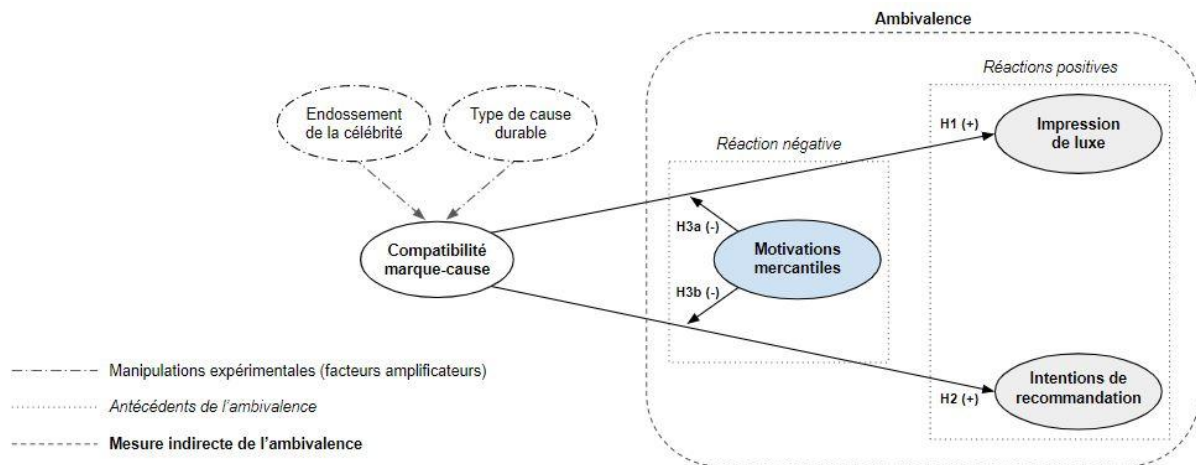 Ambivalence
Réactions positives
Endossement
de la célébrité
Type de cause
durable
H1 (+)
Impression
de luxe
Réaction négative
Compatibilité
marque-cause
H3a (-)
Motivations
mercantiles
H3b (-)
Manipulations expérimentales (facteurs amplificateurs)
Antécédents de l'ambivalence
Mesure indirecte de l'ambivalence
H2 (+)
Intentions de
recommandation